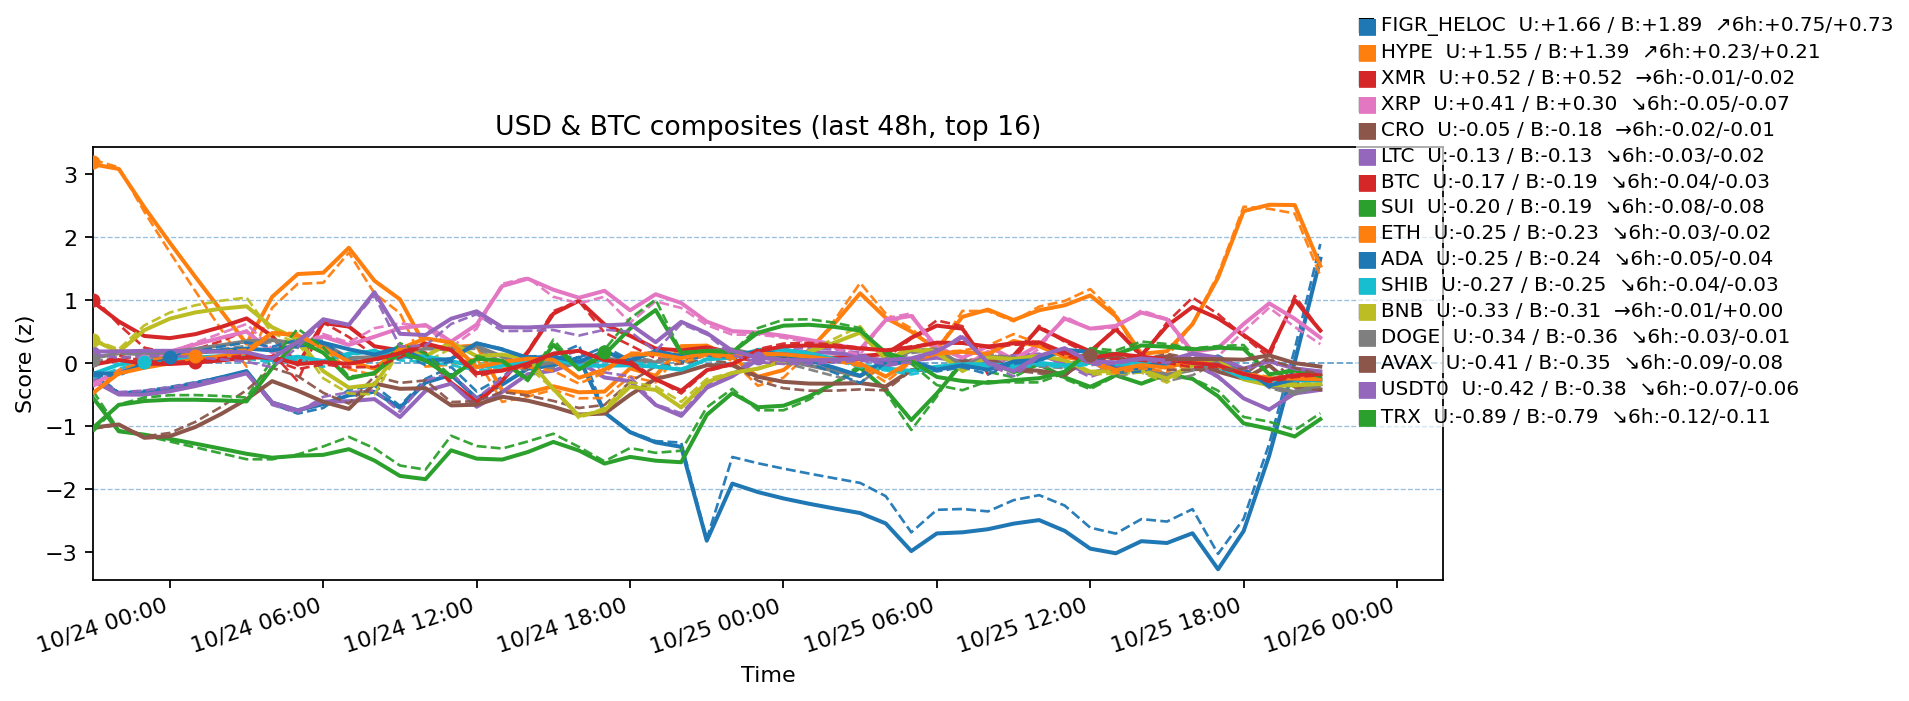 FIGR_HELOC U:+1.66 / B:+1.89 ↗6h:+0.75/+0.73
HYPE U:+1.55 / B:+1.39 ↗6h:+0.23/+0.21
XMR U:+0.52 / B:+0.52 →6h:-0.01/-0.02
XRP U:+0.41 / B:+0.30 ↘6h:-0.05/-0.07
CRO U:-0.05 / B:-0.18 →6h:-0.02/-0.01
LTC U:-0.13 / B:-0.13 ↘6h:-0.03/-0.02
BTC U:-0.17 / B:-0.19 ↘6h:-0.04/-0.03
SUI U:-0.20 / B:-0.19 ↘6h:-0.08/-0.08
ETH U:-0.25 / B:-0.23 ↘6h:-0.03/-0.02
ADA U:-0.25 / B:-0.24 ↘6h:-0.05/-0.04
SHIB U:-0.27 / B:-0.25 ↘6h:-0.04/-0.03
BNB U:-0.33 / B:-0.31 →6h:-0.01/+0.00
DOGE U:-0.34 / B:-0.36 ↘6h:-0.03/-0.01
AVAX U:-0.41 / B:-0.35 ↘6h:-0.09/-0.08
USDT0 U:-0.42 / B:-0.38 ↘6h:-0.07/-0.06
TRX U:-0.89 / B:-0.79 ↘6h:-0.12/-0.11
USD & BTC composites (last 48h, top 16)
Score (z)
3
2
1
0
−1
−2
−3
10/24 00:00
10/24 06:00
10/24 12:00
10/24 18:00
10/25 00:00
10/25 06:00
10/25 12:00
10/25 18:00
10/26 00:00
Time